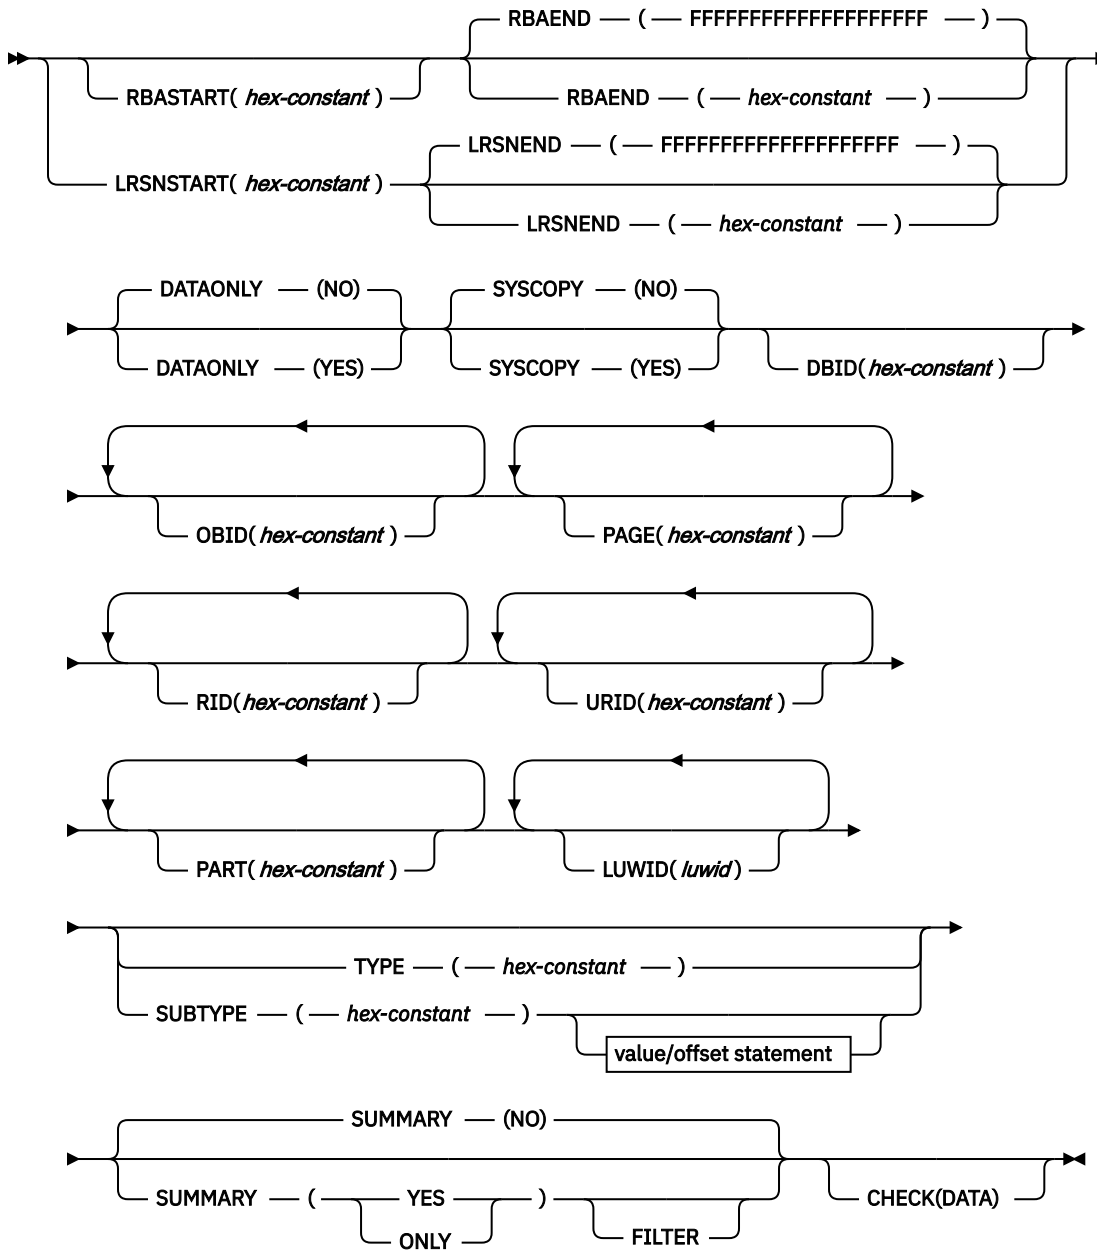 RBAEND ( FFFFFFFFFFFFFFFFFFFF )
RBASTART( hex-constant ) RBAEND ( hex-constant )
LRSNEND ( FFFFFFFFFFFFFFFFFFFF )
LRSNSTART( hex-constant )
LRSNEND ( hex-constant )
DATAONLY (NO) SYSCOPY (NO)
DATAONLY (YES) SYSCOPY (YES) DBID(hex-constant )
OBID(hex-constant ) PAGE(hex-constant )
RID(hex-constant ) URID(hex-constant )
PART(hex-constant ) LUWID(luwid)
TYPE ( hex-constant )
SUBTYPE ( hex-constant )
value/offset statement
SUMMARY (NO)
SUMMARY ( YES ) CHECK(DATA)
ONLY FILTER